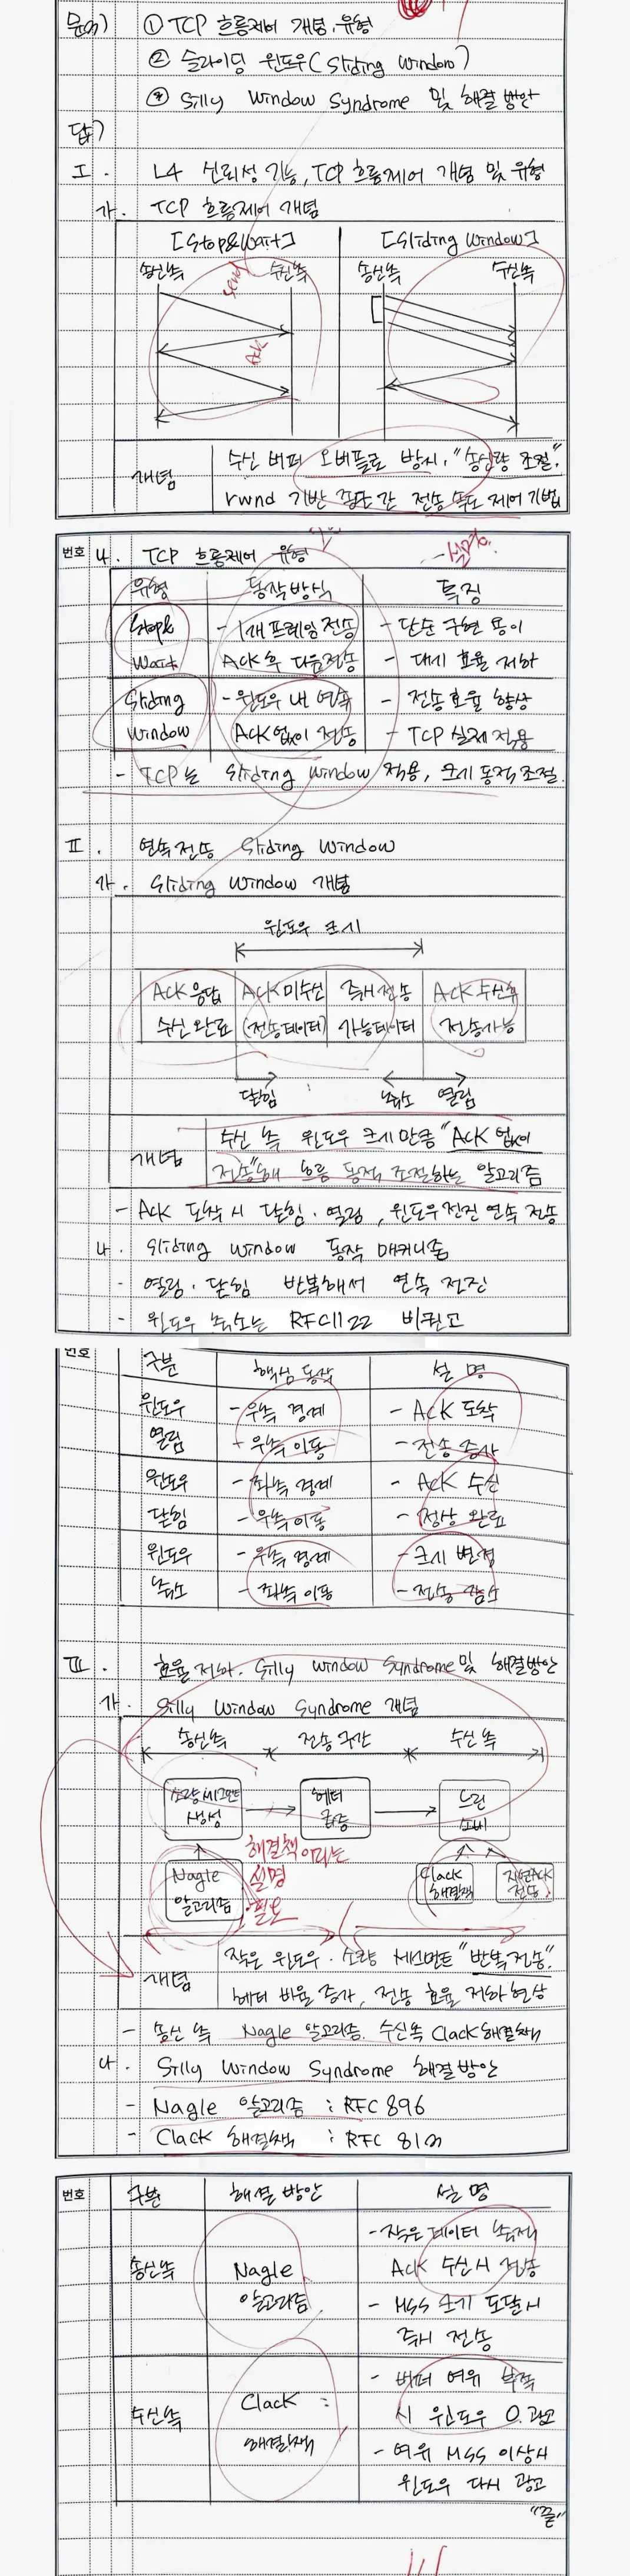 문01) ① TCP 흐름제어 개념, 유형
② 슬라이딩 윈도우(Sliding Window)
③ Silly Window Syndrome 및 해결 방안
답)
I. L4 신뢰성 기능, TCP 흐름제어 개념 및 유형
가. TCP 흐름제어 개념
[Stop&Wait] [Sliding Window]
송신측 수신측 송신측 수신측
Send
Ack
개념 수신 버퍼 오버플로 방지, "송신량 조절",
rwnd 기반 종단 간 전송 속도 제어 기법
번호 나. TCP 흐름제어 유형
유형 동작방식 특징
Stop& - 1개 프레임 전송 - 단순 구현 용이
Wait Ack 후 다음전송 - 대기 효율 저하
Sliding - 윈도우 내 연속 - 전송 효율 향상
Window Ack 없이 전송 - TCP 실제 적용
- TCP는 Sliding Window 적용, 크기 동적 조절.
II. 연속전송 Sliding Window
가. Sliding Window 개념
윈도우 크기
Ack 응답 Ack 미수신 즉시 전송 Ack 수신후
수신 완료 (전송데이터) 가능데이터 전송가능
닫힘 축소 열림
개념 수신 측 윈도우 크기 만큼 "Ack 없이
전송"해 흐름 동적 조절하는 알고리즘
- Ack 도착 시 닫힘·열림, 윈도우 전진 연속 전송
나. Sliding Window 동작 매커니즘
- 열림·닫힘 반복해서 연속 전진
- 윈도우 축소는 RFC1122 비권고
번호 구분 핵심 동작 설 명
윈도우 - 우측 경계 - Ack 도착
열림 - 우측 이동 - 전송 증가
윈도우 - 좌측 경계 - Ack 수신
닫힘 - 우측 이동 - 정상 완료
윈도우 - 우측 경계 - 크기 변경
축소 - 좌측 이동 - 전송 감소
III. 효율 저하. Silly Window Syndrome 및 해결방안
가. Silly Window Syndrome 개념
송신측 전송 구간 수신측
소량세그먼트 헤더 느린
생성 과중 소비
Nagle 알고리즘 Clack 해결책 지연Ack 전송
해결책이라는
설명
필요
개념 작은 윈도우·소량 세그먼트 "반복전송",
헤더 비율 증가, 전송 효율 저하 현상
- 송신 측 Nagle 알고리즘, 수신측 Clack 해결책
나. Silly Window Syndrome 해결방안
- Nagle 알고리즘 : RFC 896
- Clack 해결책 : RFC 813
번호 구분 해결 방안 설 명
- 작은 데이터 축적
송신측 Nagle Ack 수신시 전송
알고리즘 - MSS 크기 도달시
즉시 전송
- 버퍼 여유 부족
수신측 Clack 시 윈도우 0 광고
해결책 - 여유 MSS 이상시
윈도우 다시 광고
"끝"